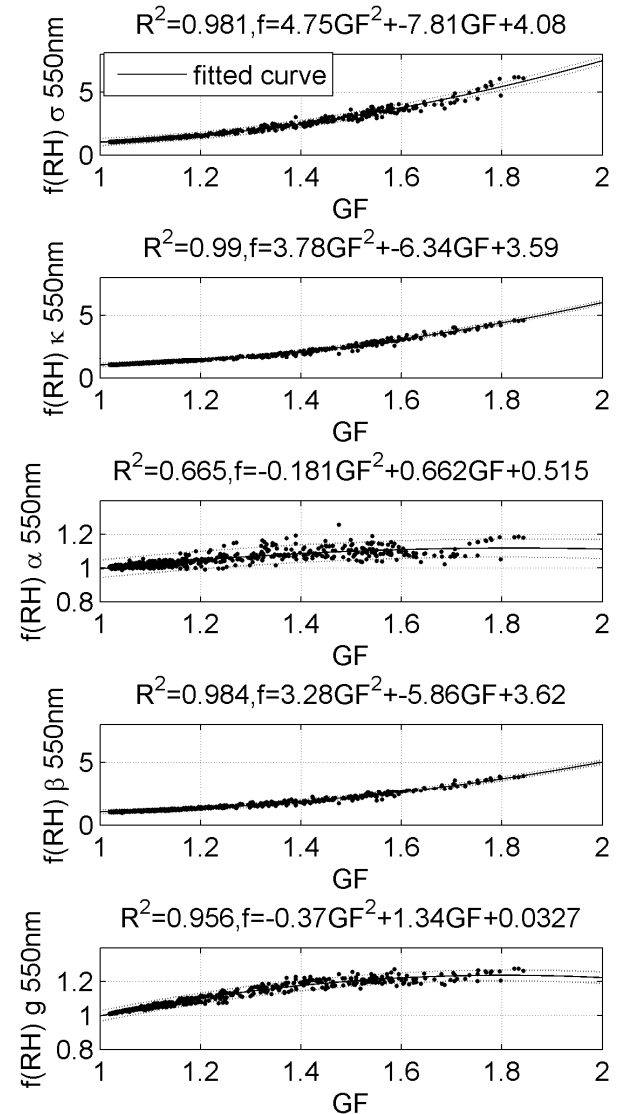 R²=0.981,f=4.75GF²+-7.81GF+4.08
f(RH) σ 550nm
5
0
fitted curve
1 1.2 1.4 1.6 1.8 2
GF
R²=0.99,f=3.78GF²+-6.34GF+3.59
f(RH) κ 550nm
5
0
1 1.2 1.4 1.6 1.8 2
GF
R²=0.665,f=-0.181GF²+0.662GF+0.515
f(RH) α 550nm
1.2
1
0.8
1 1.2 1.4 1.6 1.8 2
GF
R²=0.984,f=3.28GF²+-5.86GF+3.62
f(RH) β 550nm
5
0
1 1.2 1.4 1.6 1.8 2
GF
R²=0.956,f=-0.37GF²+1.34GF+0.0327
f(RH) g 550nm
1.2
1
0.8
1 1.2 1.4 1.6 1.8 2
GF